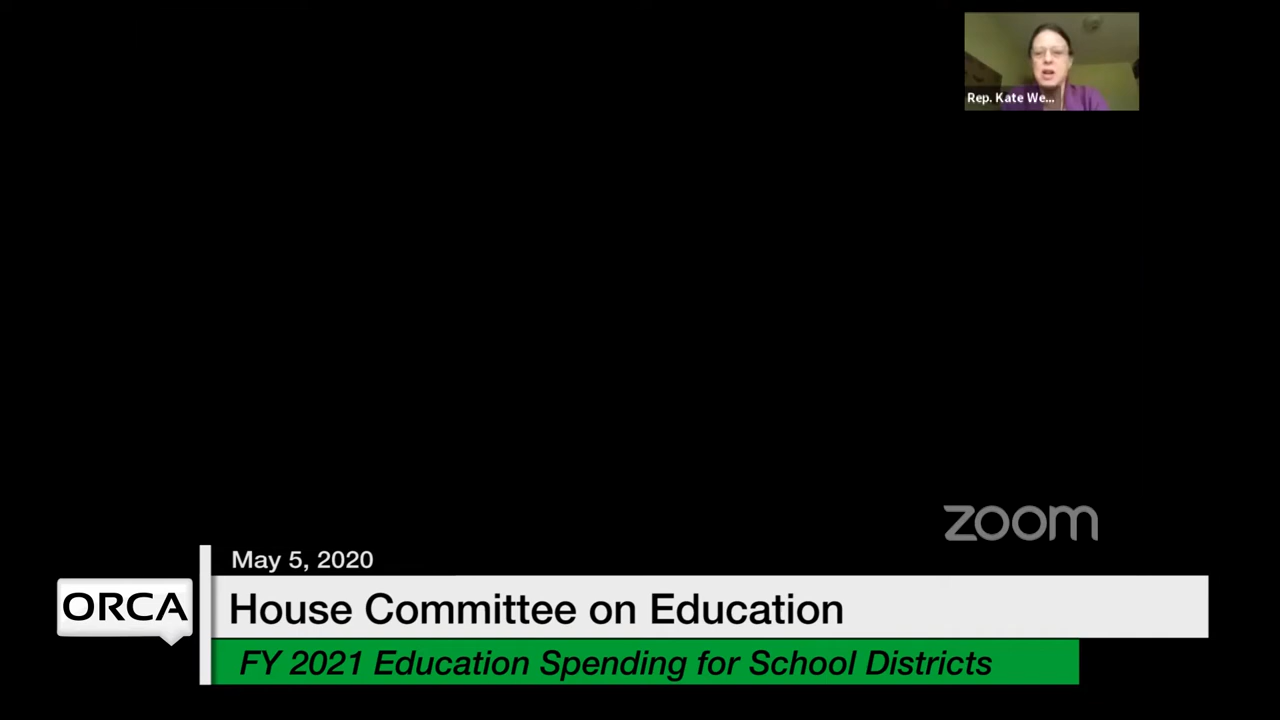 Rep. Kate We...
zoom
May 5, 2020
ORCA
House Committee on Education
FY 2021 Education Spending for School Districts